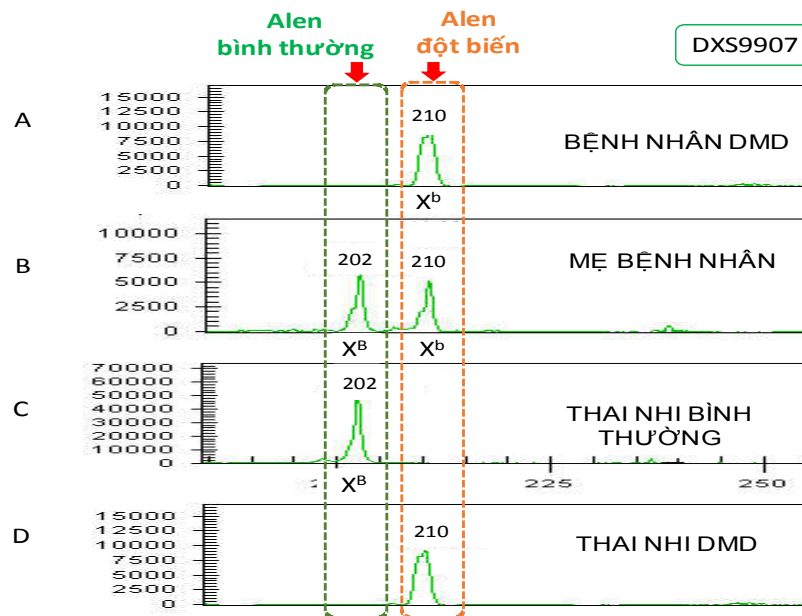 Alen
bình thường
Alen
đột biến
DXS9907
A
15000
12500
10000
7500
5000
2500
0
210
BỆNH NHÂN DMD
Xᵇ
B
10000
7500
5000
2500
0
202
210
MẸ BỆNH NHÂN
Xᴮ
Xᵇ
C
70000
60000
50000
40000
30000
20000
10000
0
202
THAI NHI BÌNH
THƯỜNG
225
250
Xᴮ
D
15000
12500
10000
7500
5000
2500
0
210
THAI NHI DMD